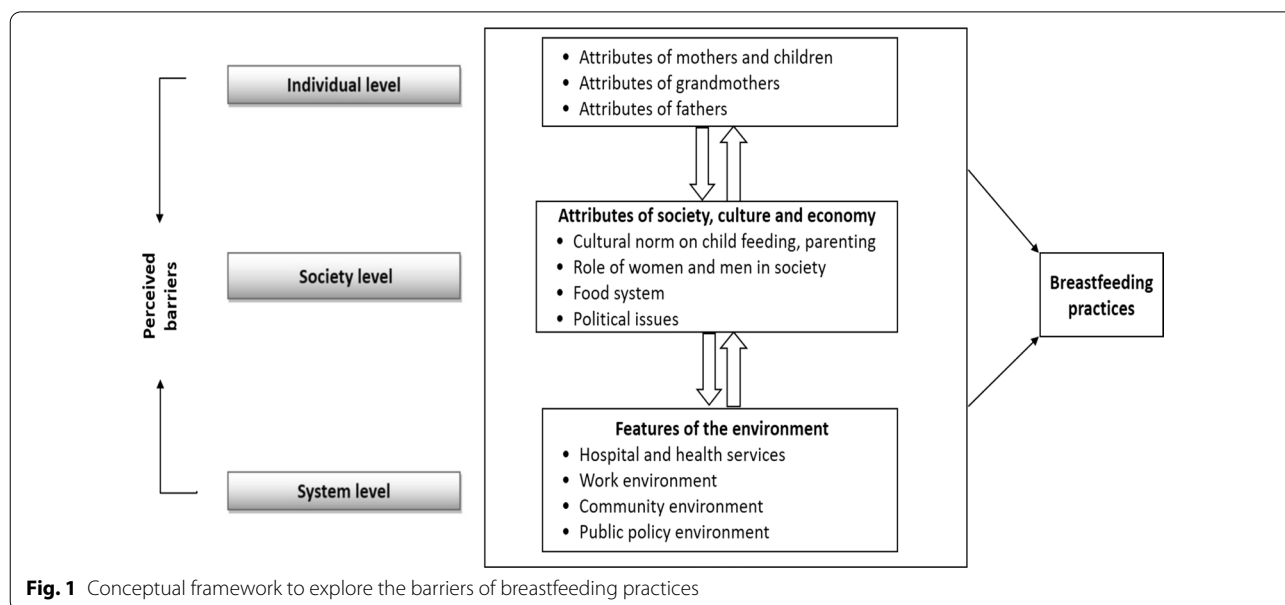 Individual level
• Attributes of mothers and children
• Attributes of grandmothers
• Attributes of fathers
Perceived
barriers
Society level
Attributes of society, culture and economy
• Cultural norm on child feeding, parenting
• Role of women and men in society
• Food system
• Political issues
Breastfeeding
practices
System level
Features of the environment
• Hospital and health services
• Work environment
• Community environment
• Public policy environment
Fig. 1 Conceptual framework to explore the barriers of breastfeeding practices